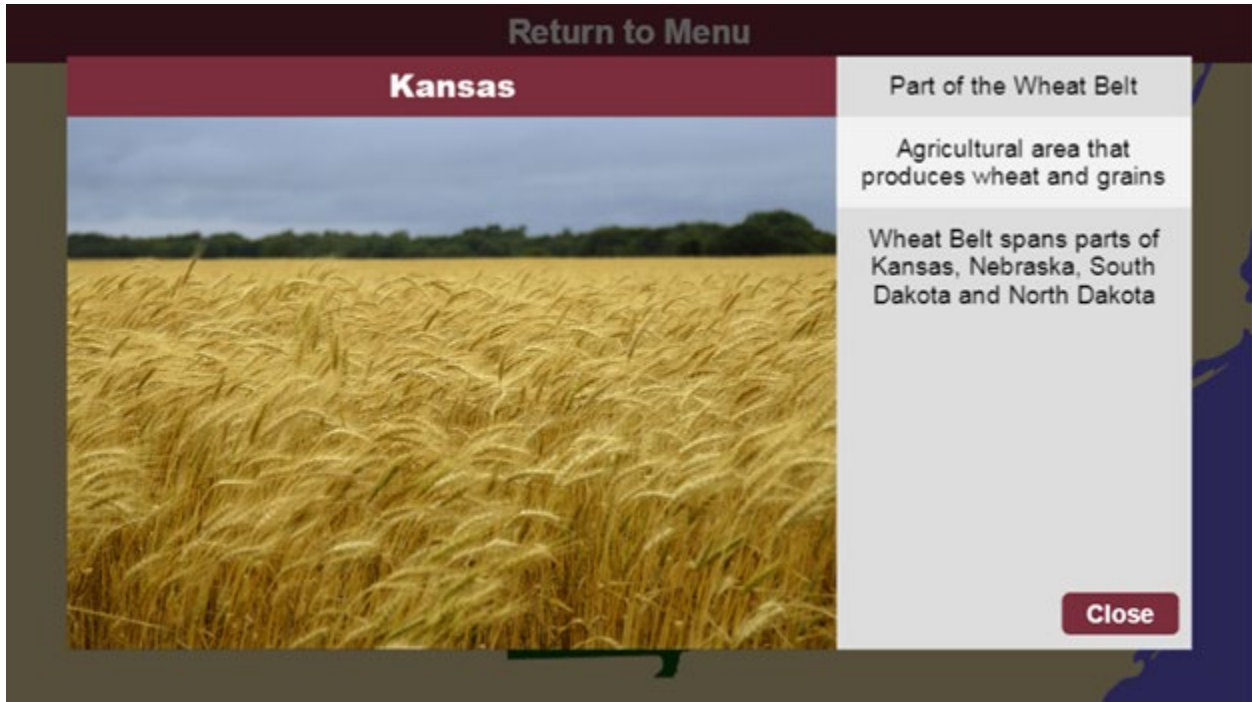 Return to Menu
Kansas
Part of the Wheat Belt
Agricultural area that
produces wheat and grains
Wheat Belt spans parts of
Kansas, Nebraska, South
Dakota and North Dakota
Close